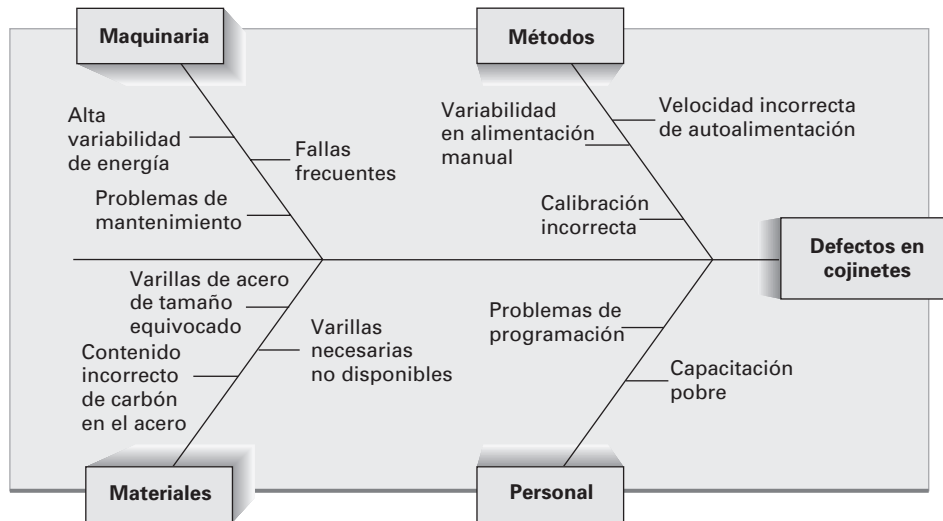 Maquinaria
Métodos
Alta
variabilidad
de energía
Fallas
frecuentes
Problemas de
mantenimiento
Variabilidad
en alimentación
manual
Velocidad incorrecta
de autoalimentación
Calibración
incorrecta
Defectos en
cojinetes
Varillas de acero
de tamaño
equivocado
Varillas
necesarias
no disponibles
Contenido
incorrecto
de carbón
en el acero
Problemas de
programación
Capacitación
pobre
Materiales
Personal